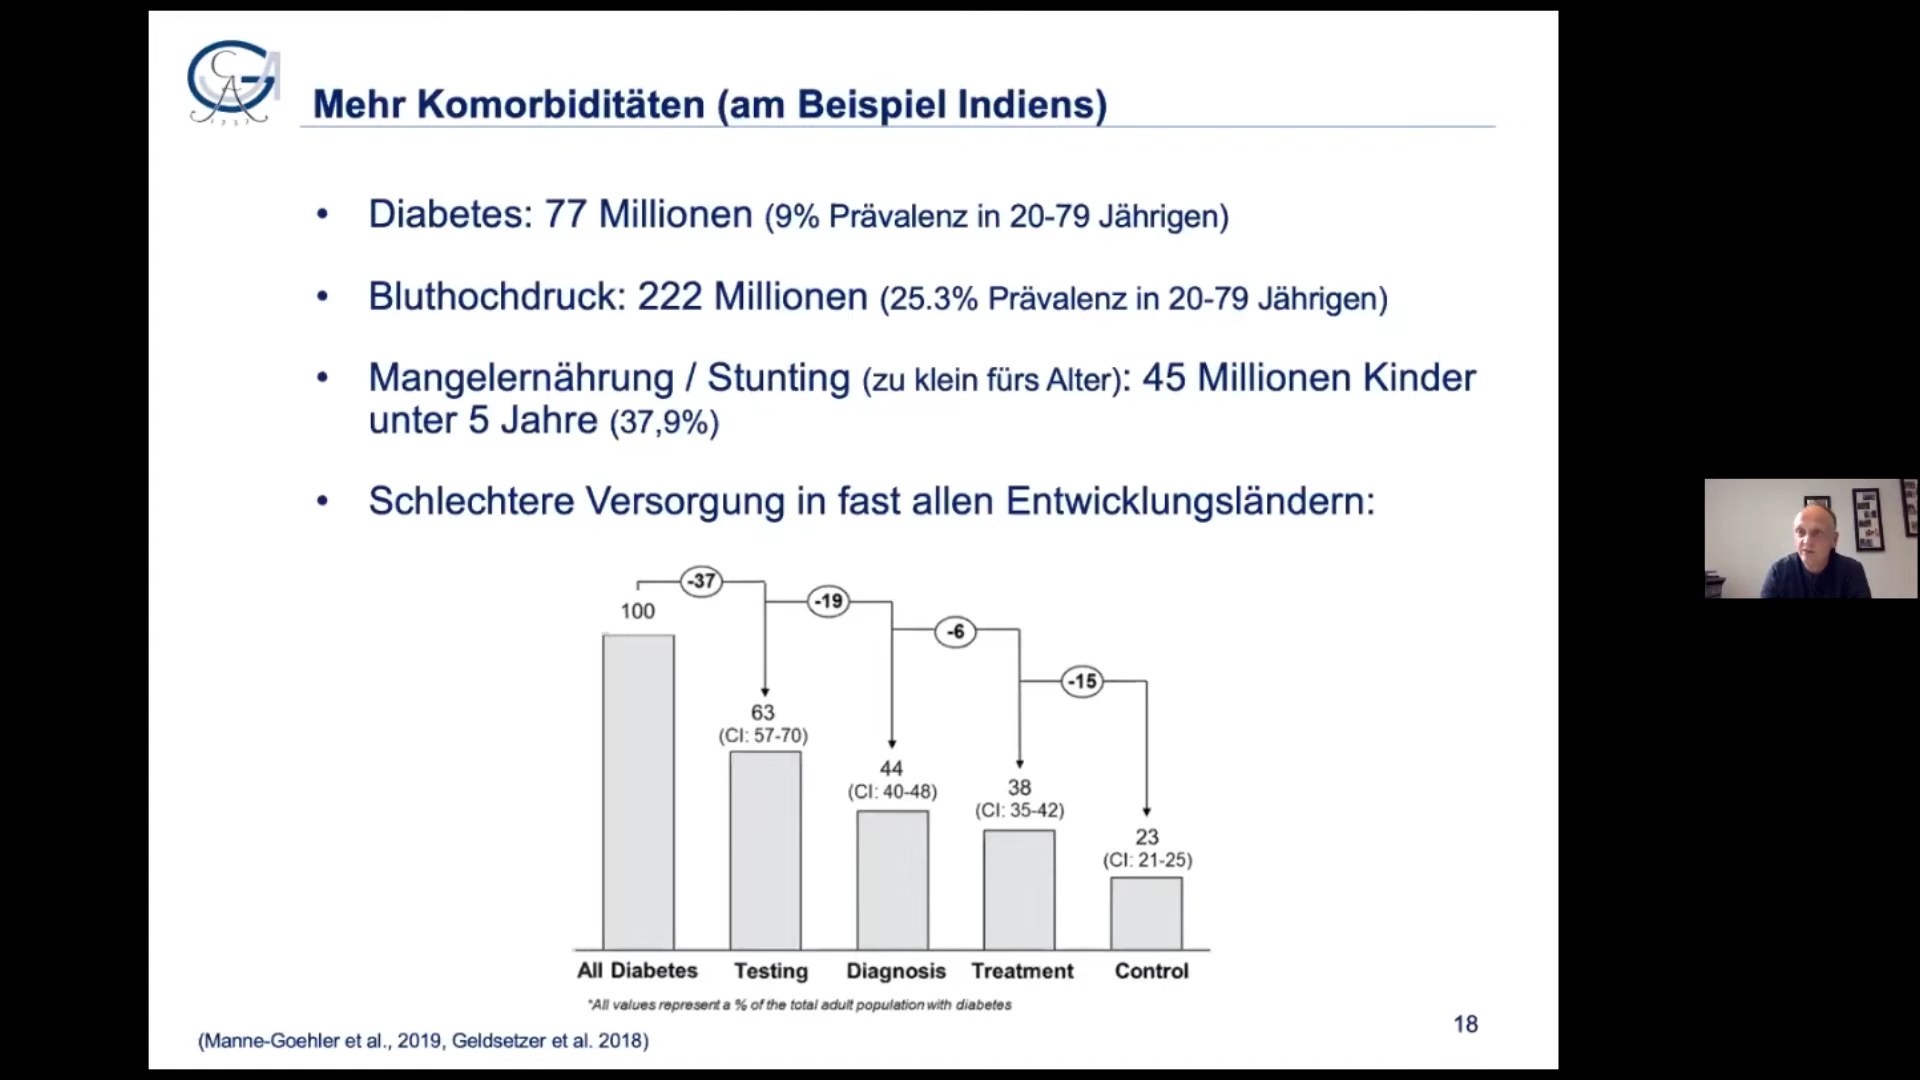 Mehr Komorbiditäten (am Beispiel Indiens)
• Diabetes: 77 Millionen (9% Prävalenz in 20-79 Jährigen)
• Bluthochdruck: 222 Millionen (25.3% Prävalenz in 20-79 Jährigen)
• Mangelernährung / Stunting (zu klein fürs Alter): 45 Millionen Kinder
unter 5 Jahre (37,9%)
• Schlechtere Versorgung in fast allen Entwicklungsländern:
-37
-19
100
-6
-15
63
(CI: 57-70)
44
(CI: 40-48)
38
(CI: 35-42)
23
(CI: 21-25)
All Diabetes Testing Diagnosis Treatment Control
*All values represent a % of the total adult population with diabetes
18
(Manne-Goehler et al., 2019, Geldsetzer et al. 2018)